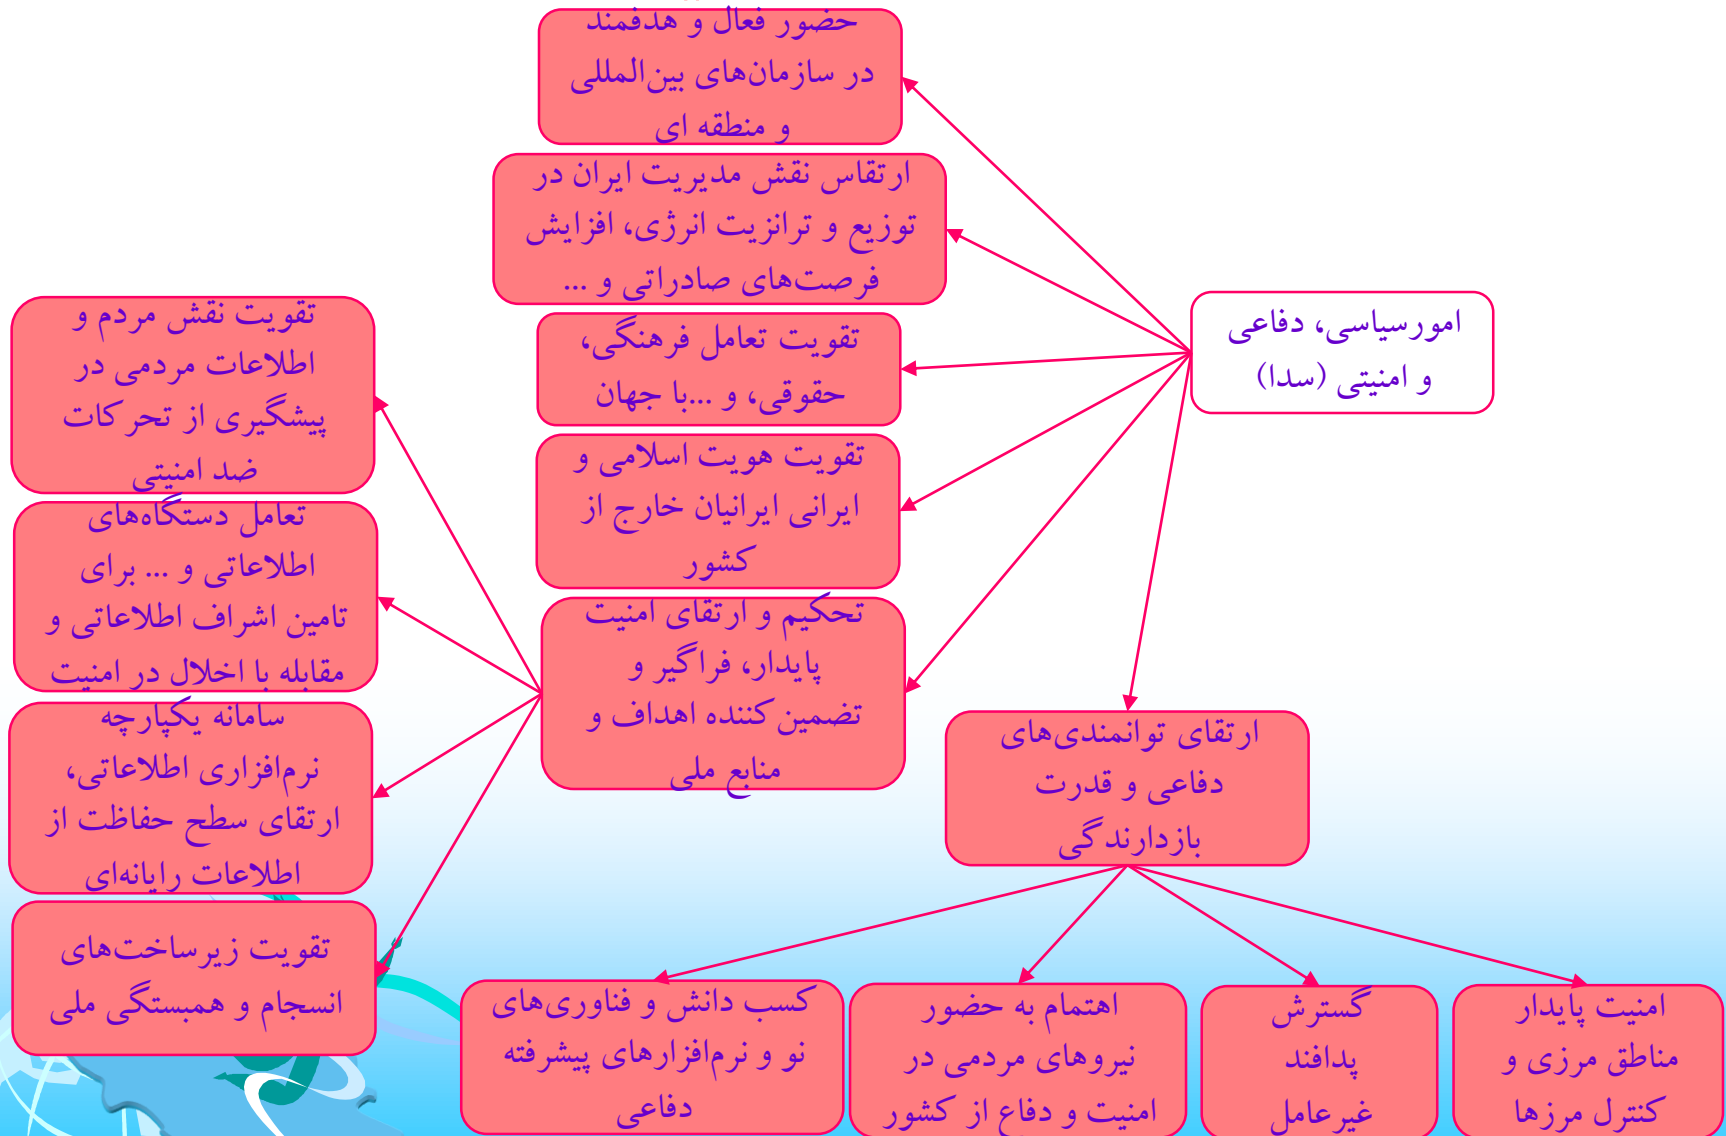 حضور فعال و هدفمند
در سازمان‌های بین‌المللی
و منطقه ای
ارتقاس نقش مدیریت ایران در
توزیع و ترانزیت انرژی، افزایش
فرصت‌های صادراتی و ...
امورسیاسی، دفاعی
و امنیتی (سدا)
تقویت تعامل فرهنگی،
حقوقی، و ...با جهان
تقویت هویت اسلامی و
ایرانی ایرانیان خارج از
کشور
تحکیم و ارتقای امنیت
پایدار، فراگیر و
تضمین کننده اهداف و
منابع ملی
تقویت نقش مردم و
اطلاعات مردمی در
پیشگیری از تحرکات
ضد امنیتی
تعامل دستگاه‌های
اطلاعاتی و ... برای
تامین اشراف اطلاعاتی و
مقابله با اخلال در امنیت
سامانه یکپارچه
نرم‌افزاری اطلاعاتی،
ارتقای سطح حفاظت از
اطلاعات رایانه‌ای
تقویت زیرساخت‌های
انسجام و همبستگی ملی
ارتقای توانمندی‌های
دفاعی و قدرت
بازدارندگی
امنیت پایدار
مناطق مرزی و
کنترل مرزها
گسترش
پدافند
غیرعامل
اهتمام به حضور
نیروهای مردمی در
امنیت و دفاع از کشور
کسب دانش و فناوری‌های
نو و نرم‌افزارهای پیشرفته
دفاعی